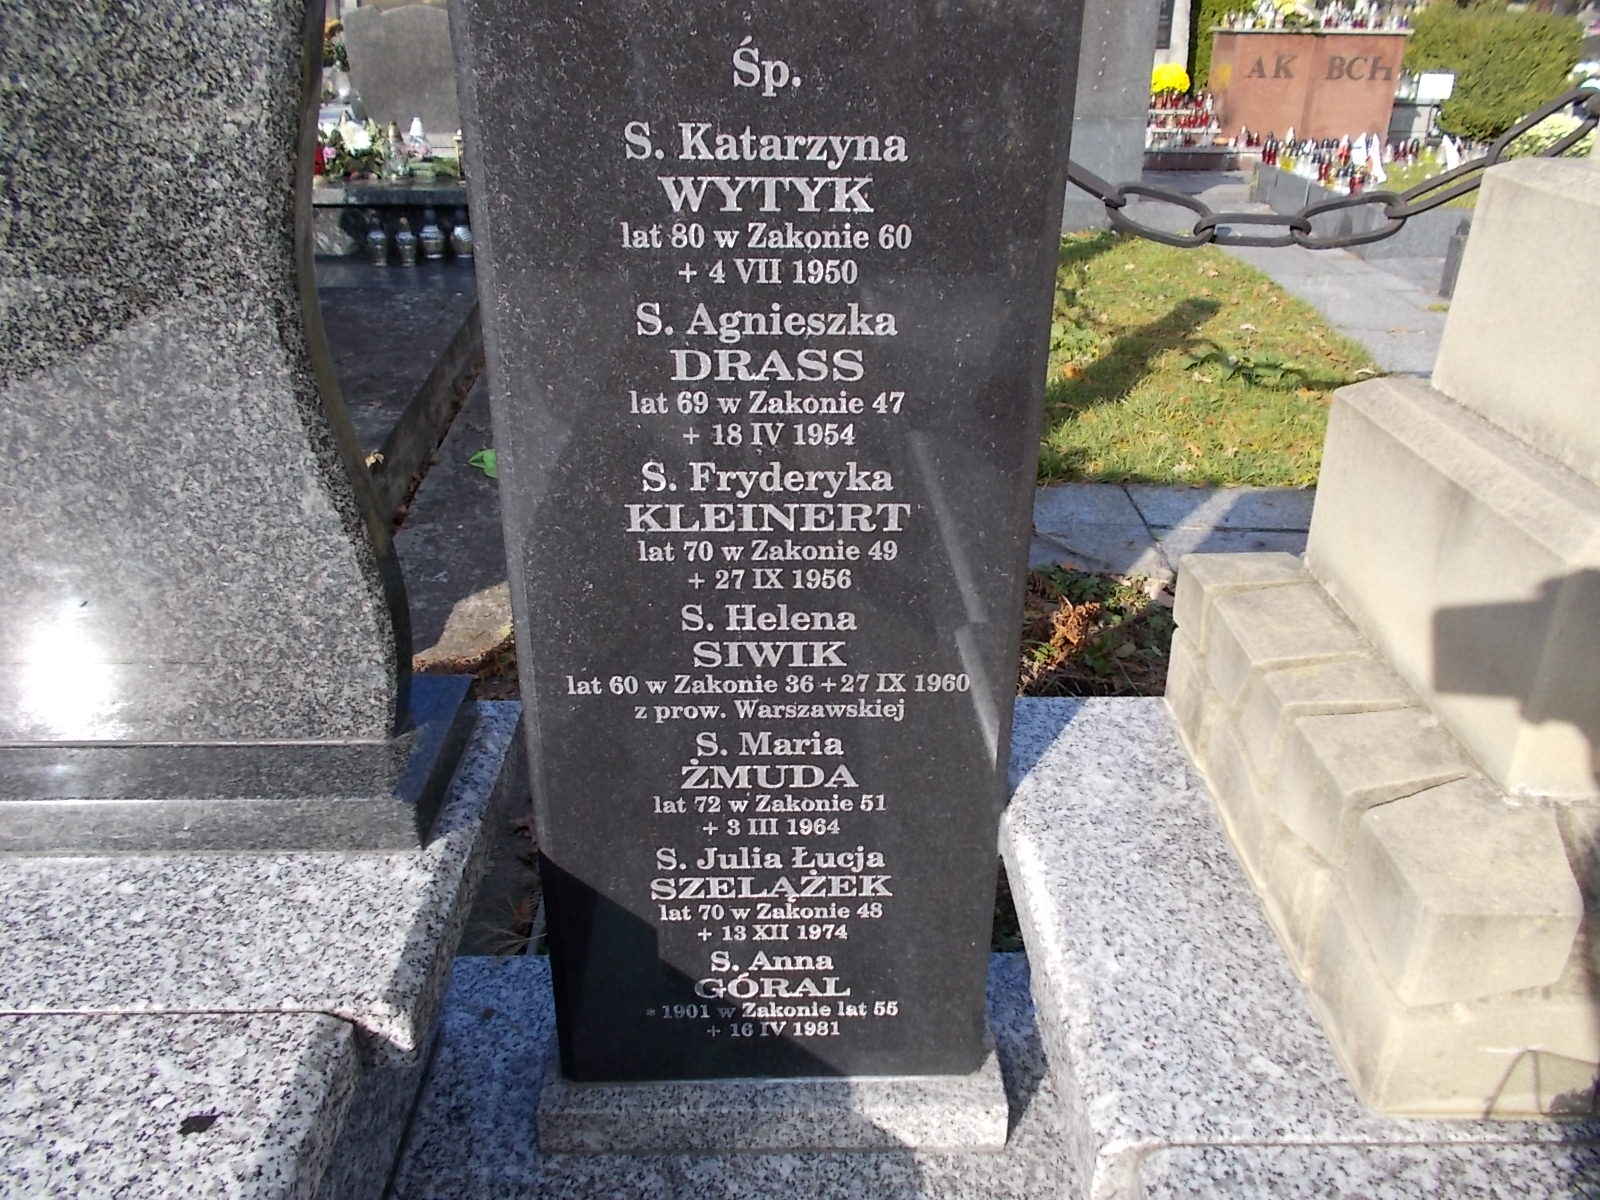 Śp.
S. Katarzyna
WYTYK
lat 80 w Zakonie 60
+ 4 VII 1950
S. Agnieszka
DRASS
lat 69 w Zakonie 47
+ 18 IV 1954
S. Fryderyka
KLEINERT
lat 70 w Zakonie 49
+ 27 IX 1956
S. Helena
SIWIK
lat 60 w Zakonie 36 + 27 IX 1960
z prow. Warszawskiej
S. Maria
ŻMUDA
lat 72 w Zakonie 51
+ 3 III 1964
S. Julia Łucja
SZELĄŻEK
lat 70 w Zakonie 48
+ 13 XII 1974
S. Anna
GÓRAL
* 1901 w Zakonie lat 55
+ 16 IV 1981
AK BCH